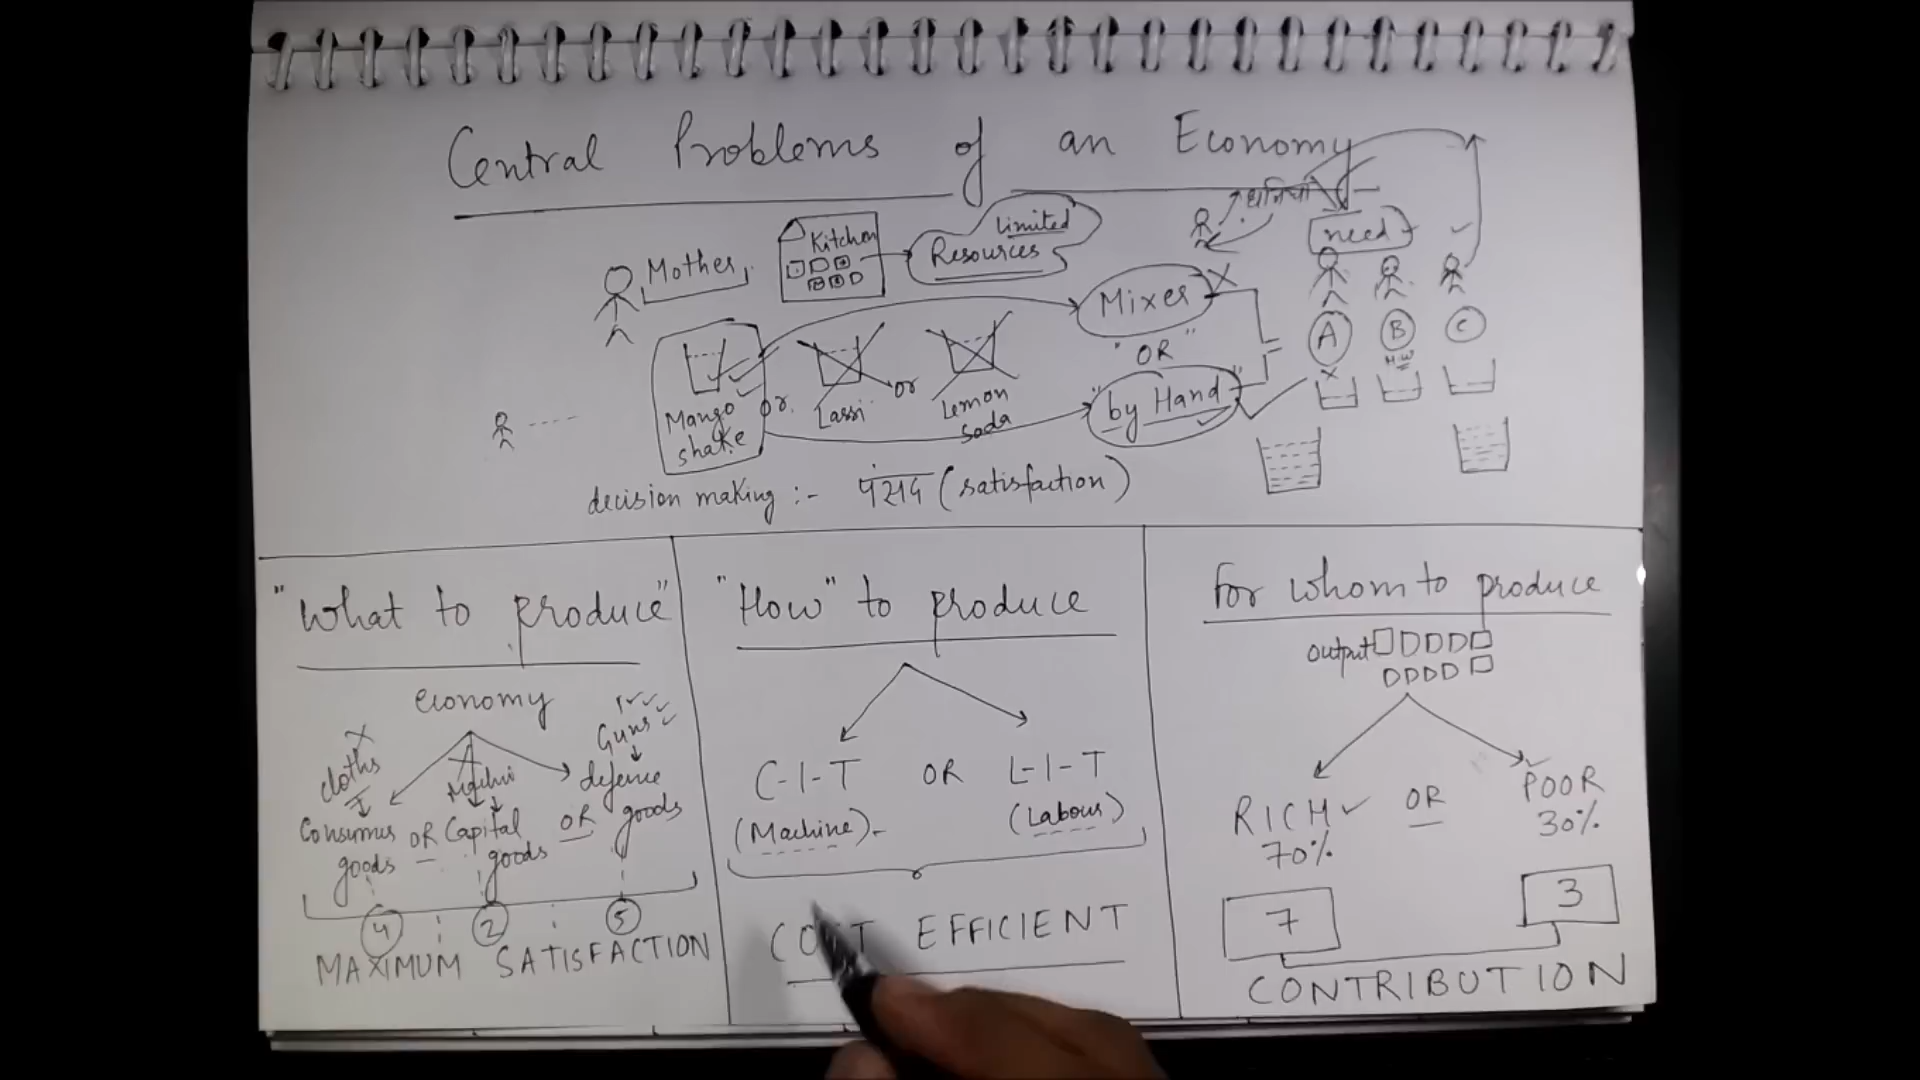 Central Problems of an Economy
Mother
Kitchen
Limited
Resources
need
Mixer
" OR "
"by Hand"
A
B
C
Mango shake
or
Lassi
or
Lemon soda
decision making :- पंसद (satisfaction)
"What to produce"
economy
cloths
Guns
Consumer goods
OR
Capital goods
OR
defence goods
4
2
5
MAXIMUM SATISFACTION
"How" to produce
C-I-T OR L-I-T
(Machine) (Labour)
COST EFFICIENT
for whom to produce
output
RICH OR POOR
70% 30%
7 3
CONTRIBUTION